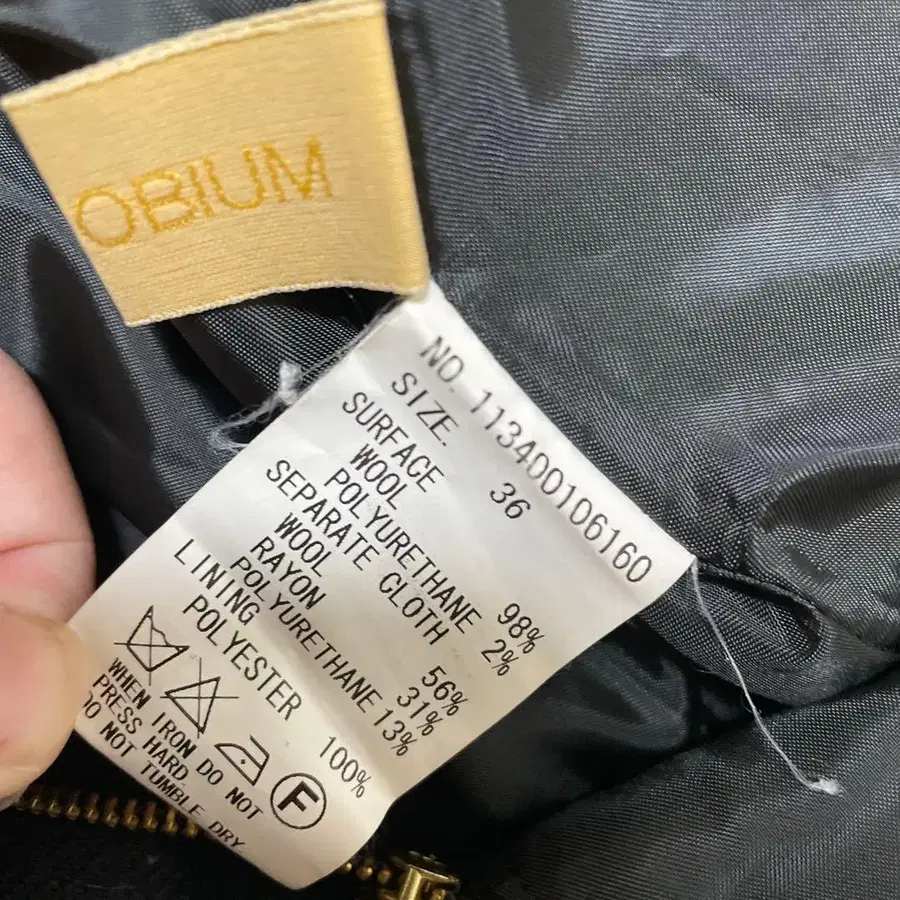 OBIUM
NO. 113400106160
SIZE. 36
SURFACE
WOOL 98%
POLYURETHANE 2%
SEPARATE CLOTH
WOOL 56%
RAYON 31%
POLYURETHANE 13%
LINING
POLYESTER 100%
F
WHEN IRON DO NOT
PRESS HARD
DO NOT TUMBLE DRY